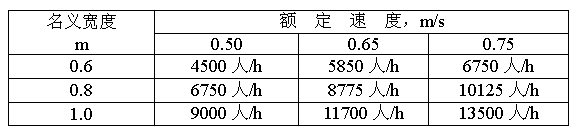 名义宽度 额 定 速 度，m/s
m 0.50 0.65 0.75
0.6 4500 人/h 5850 人/h 6750 人/h
0.8 6750 人/h 8775 人/h 10125 人/h
1.0 9000 人/h 11700 人/h 13500 人/h